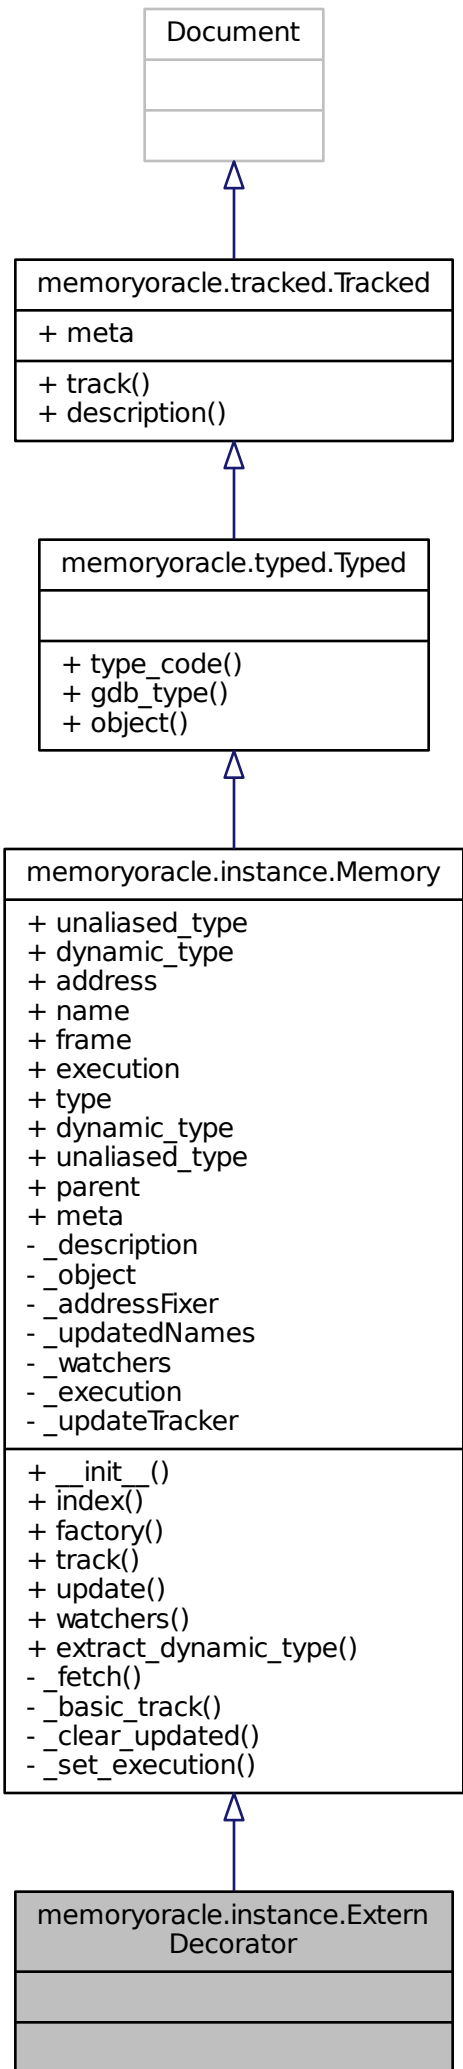 Document
memoryoracle.tracked.Tracked
+ meta
+ track()
+ description()
memoryoracle.typed.Typed
+ type_code()
+ gdb_type()
+ object()
memoryoracle.instance.Memory
+ unaliased_type
+ dynamic_type
+ address
+ name
+ frame
+ execution
+ type
+ dynamic_type
+ unaliased_type
+ parent
+ meta
- _description
- _object
- _addressFixer
- _updatedNames
- _watchers
- _execution
- _updateTracker
+ __init__()
+ index()
+ factory()
+ track()
+ update()
+ watchers()
+ extract_dynamic_type()
- _fetch()
- _basic_track()
- _clear_updated()
- _set_execution()
memoryoracle.instance.Extern
Decorator